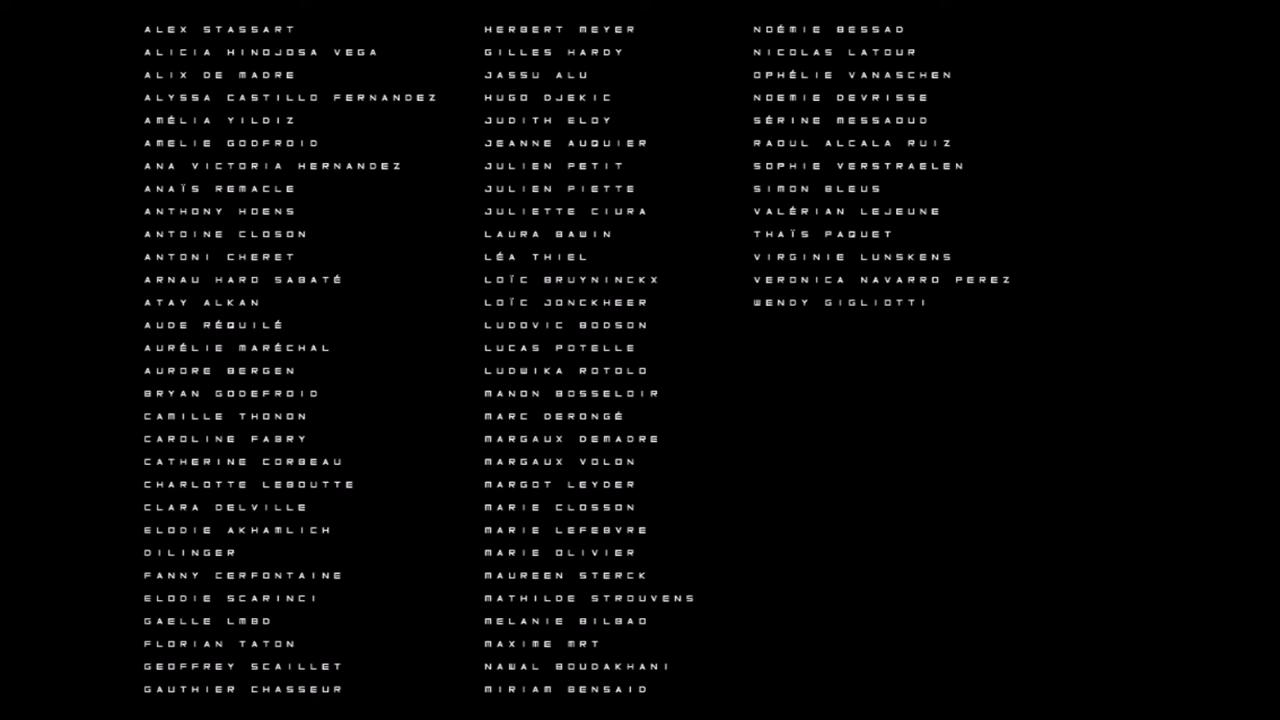 ALEX STASSART
ALICIA HINOJOSA VEGA
ALIX DE MADRE
ALYSSA CASTILLO FERNANDEZ
AMÉLIA YILDIZ
AMELIE GODFROID
ANA VICTORIA HERNANDEZ
ANAÏS REMACLE
ANTHONY HOENS
ANTOINE CLOSON
ANTONI CHERET
ARNAU HARO SABATÉ
ATAY ALKAN
AUDE RÉQUILÉ
AURÉLIE MARÉCHAL
AURORE BERGEN
BRYAN GODEFROID
CAMILLE THONON
CAROLINE FABRY
CATHERINE CORBEAU
CHARLOTTE LEBOUTTE
CLARA DELVILLE
ELODIE AKHAMLICH
DILINGER
FANNY CERFONTAINE
ELODIE SCARINCI
GAELLE LMBD
FLORIAN TATON
GEOFFREY SCAILLET
GAUTHIER CHASSEUR
HERBERT MEYER
GILLES HARDY
JASSU ALU
HUGO DJEKIC
JUDITH ELOY
JEANNE AUQUIER
JULIEN PETIT
JULIEN PIETTE
JULIETTE CIURA
LAURA BAWIN
LÉA THIEL
LOÏC BRUYNINCKX
LOÏC JONCKHEER
LUDOVIC BODSON
LUCAS POTELLE
LUDWIKA ROTOLO
MANON BOSSELOIR
MARC DERONGÉ
MARGAUX DEMADRE
MARGAUX VOLON
MARGOT LEYDER
MARIE CLOSSON
MARIE LEFEBVRE
MARIE OLIVIER
MAUREEN STERCK
MATHILDE STROUVENS
MELANIE BILBAO
MAXIME MRT
NAWAL BOUDAKHANI
MIRIAM BENSAID
NOÉMIE BESSAD
NICOLAS LATOUR
OPHÉLIE VANASCHEN
NOEMIE DEVRISSE
SÉRINE MESSAOUD
RAOUL ALCALA RUIZ
SOPHIE VERSTRAELEN
SIMON BLEUS
VALÉRIAN LEJEUNE
THAÏS PAQUET
VIRGINIE LUNSKENS
VERONICA NAVARRO PEREZ
WENDY GIGLIOTTI